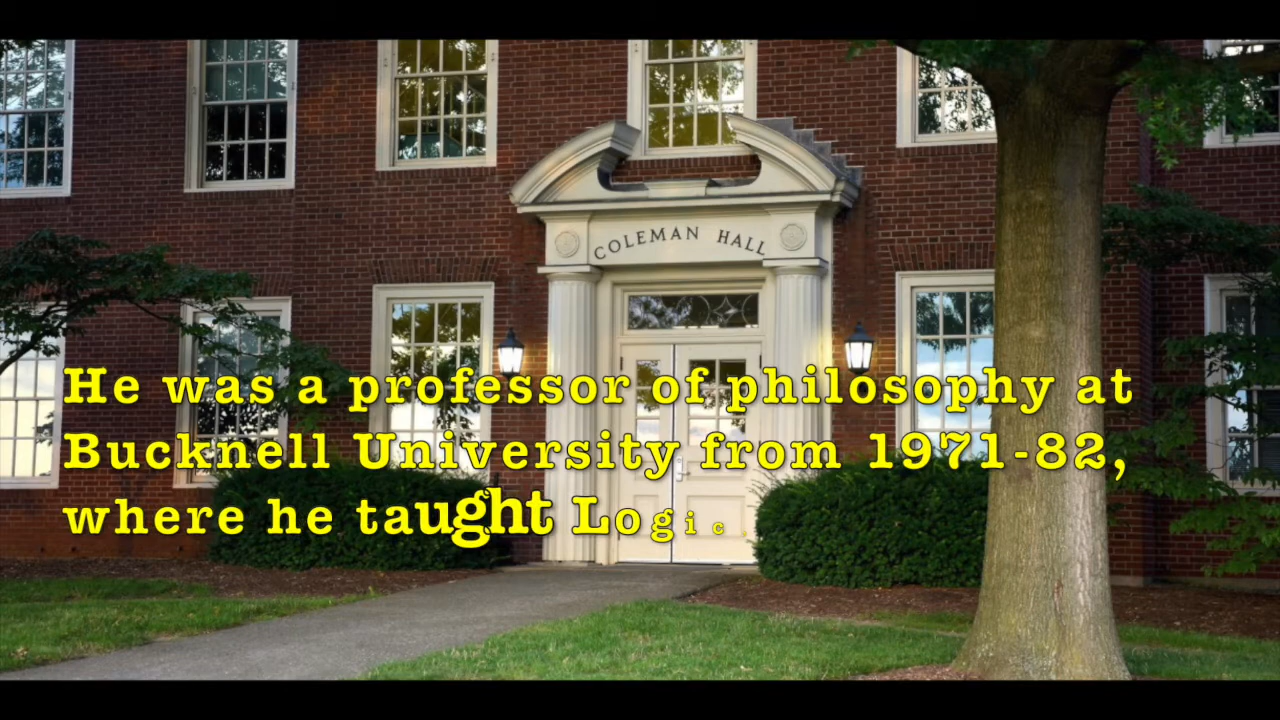 COLEMAN HALL
He was a professor of philosophy at
Bucknell University from 1971-82,
where he taught Logic.